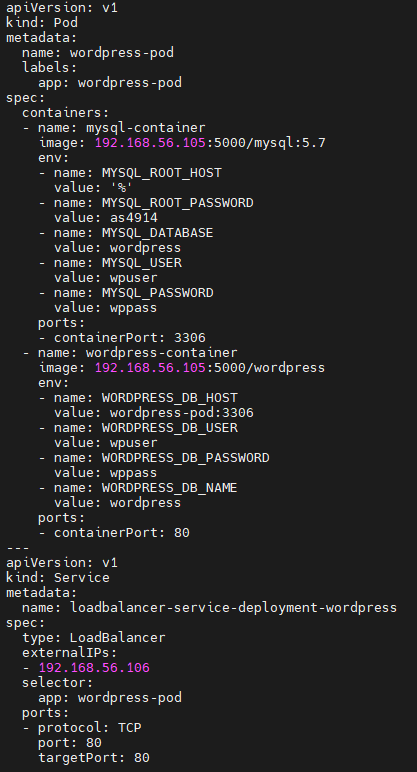 apiVersion: v1
kind: Pod
metadata:
  name: wordpress-pod
  labels:
    app: wordpress-pod
spec:
  containers:
  - name: mysql-container
    image: 192.168.56.105:5000/mysql:5.7
    env:
    - name: MYSQL_ROOT_HOST
      value: '%'
    - name: MYSQL_ROOT_PASSWORD
      value: as4914
    - name: MYSQL_DATABASE
      value: wordpress
    - name: MYSQL_USER
      value: wpuser
    - name: MYSQL_PASSWORD
      value: wppass
    ports:
    - containerPort: 3306
  - name: wordpress-container
    image: 192.168.56.105:5000/wordpress
    env:
    - name: WORDPRESS_DB_HOST
      value: wordpress-pod:3306
    - name: WORDPRESS_DB_USER
      value: wpuser
    - name: WORDPRESS_DB_PASSWORD
      value: wppass
    - name: WORDPRESS_DB_NAME
      value: wordpress
    ports:
    - containerPort: 80
---
apiVersion: v1
kind: Service
metadata:
  name: loadbalancer-service-deployment-wordpress
spec:
  type: LoadBalancer
  externalIPs:
  - 192.168.56.106
  selector:
    app: wordpress-pod
  ports:
  - protocol: TCP
    port: 80
    targetPort: 80